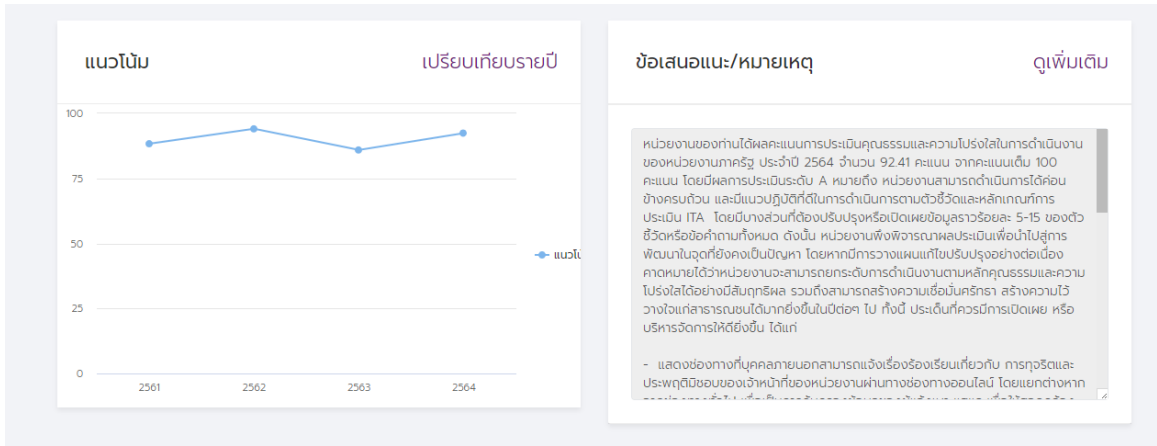 แนวโน้ม
เปรียบเทียบรายปี
100
75
50
25
0
2561
2562
2563
2564
ข้อเสนอแนะ/หมายเหตุ
ดูเพิ่มเติม
หน่วยงานของท่านได้ผลคะแนนการประเมินคุณธรรมและความโปร่งใสในการดำเนินงาน
ของหน่วยงานภาครัฐ ประจำปี 2564 จำนวน 92.41 คะแนน จากคะแนนเต็ม 100
คะแนน โดยมีผลการประเมินระดับ A หมายถึง หน่วยงานสามารถดำเนินการได้ค่อน
ข้างครบถ้วน และมีแนวปฏิบัติที่ดีในการดำเนินการตามตัวชี้วัดและหลักเกณฑ์การ
ประเมิน ITA โดยมีบางส่วนที่ต้องปรับปรุงหรือเปิดเผยข้อมูลราวร้อยละ 5-15 ของตัว
ชี้วัดหรือข้อคำถามทั้งหมด ดังนั้น หน่วยงานพึงพิจารณาผลประเมินเพื่อนำไปสู่การ
พัฒนาในจุดที่ยังคงเป็นปัญหา โดยหากมีการวางแผนแก้ไขปรับปรุงอย่างต่อเนื่อง
คาดหมายได้ว่าหน่วยงานจะสามารถยกระดับการดำเนินงานตามหลักคุณธรรมและความ
โปร่งใสได้อย่างมีสัมฤทธิผล รวมถึงสามารถสร้างความเชื่อมั่นศรัทธา สร้างความไว้
วางใจแก่สาธารณชนได้มากยิ่งขึ้นในปีต่อๆ ไป ทั้งนี้ ประเด็นที่ควรมีการเปิดเผย หรือ
บริหารจัดการให้ดียิ่งขึ้น ได้แก่
- แสดงช่องทางที่บุคคลภายนอกสามารถแจ้งเรื่องร้องเรียนเกี่ยวกับ การทุจริตและ
ประพฤติมิชอบของเจ้าหน้าที่ของหน่วยงานผ่านทางช่องทางออนไลน์ โดยแยกต่างหาก